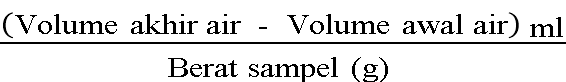 (Volume akhir air - Volume awal air) ml
Berat sampel (g)